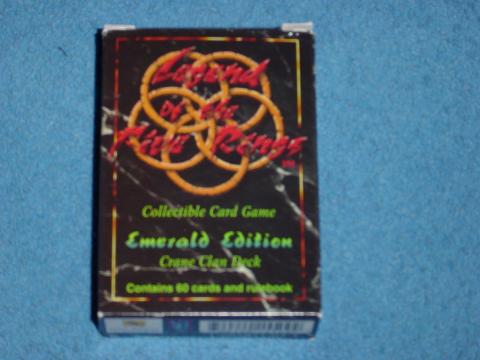 Legend
of the
Five Rings
Collectible Card Game
Emerald Edition
Crane Clan Deck
Contains 60 cards and rulebook